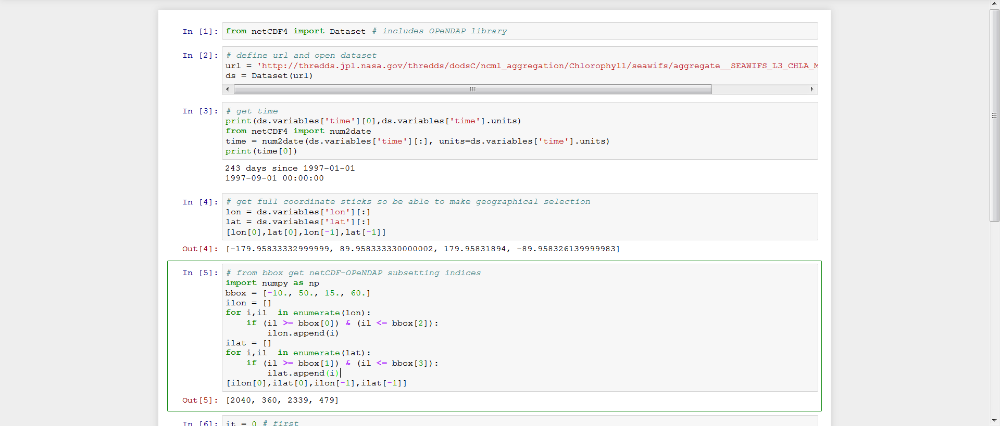 In [1]: from netCDF4 import Dataset # includes OPeNDAP library
In [2]: # define url and open dataset
url = 'http://thredds.jpl.nasa.gov/thredds/dodsC/ncml_aggregation/Chlorophyll/seawifs/aggregate__SEAWIFS_L3_CHLA_M
ds = Dataset(url)
In [3]: # get time
print(ds.variables['time'][0],ds.variables['time'].units)
from netCDF4 import num2date
time = num2date(ds.variables['time'][:], units=ds.variables['time'].units)
print(time[0])
243 days since 1997-01-01
1997-09-01 00:00:00
In [4]: # get full coordinate sticks so be able to make geographical selection
lon = ds.variables['lon'][:]
lat = ds.variables['lat'][:]
[lon[0],lat[0],lon[-1],lat[-1]]
Out[4]: [-179.95833332999999, 89.958333330000002, 179.95831894, -89.958326139999983]
In [5]: # from bbox get netCDF-OPeNDAP subsetting indices
import numpy as np
bbox = [-10., 50., 15., 60.]
ilon = []
for i,il  in enumerate(lon):
    if (il >= bbox[0]) & (il <= bbox[2]):
        ilon.append(i)
ilat = []
for i,il  in enumerate(lat):
    if (il >= bbox[1]) & (il <= bbox[3]):
        ilat.append(i)
[ilon[0],ilat[0],ilon[-1],ilat[-1]]
Out[5]: [2040, 360, 2339, 479]
In [6]: it = 0 # first